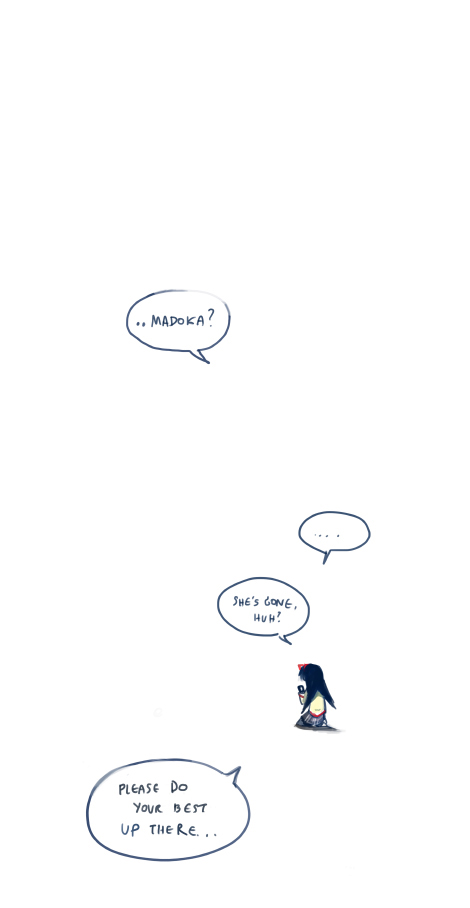 .. MADOKA?
....
SHE'S GONE,
HUH?
PLEASE DO
YOUR BEST
UP THERE...